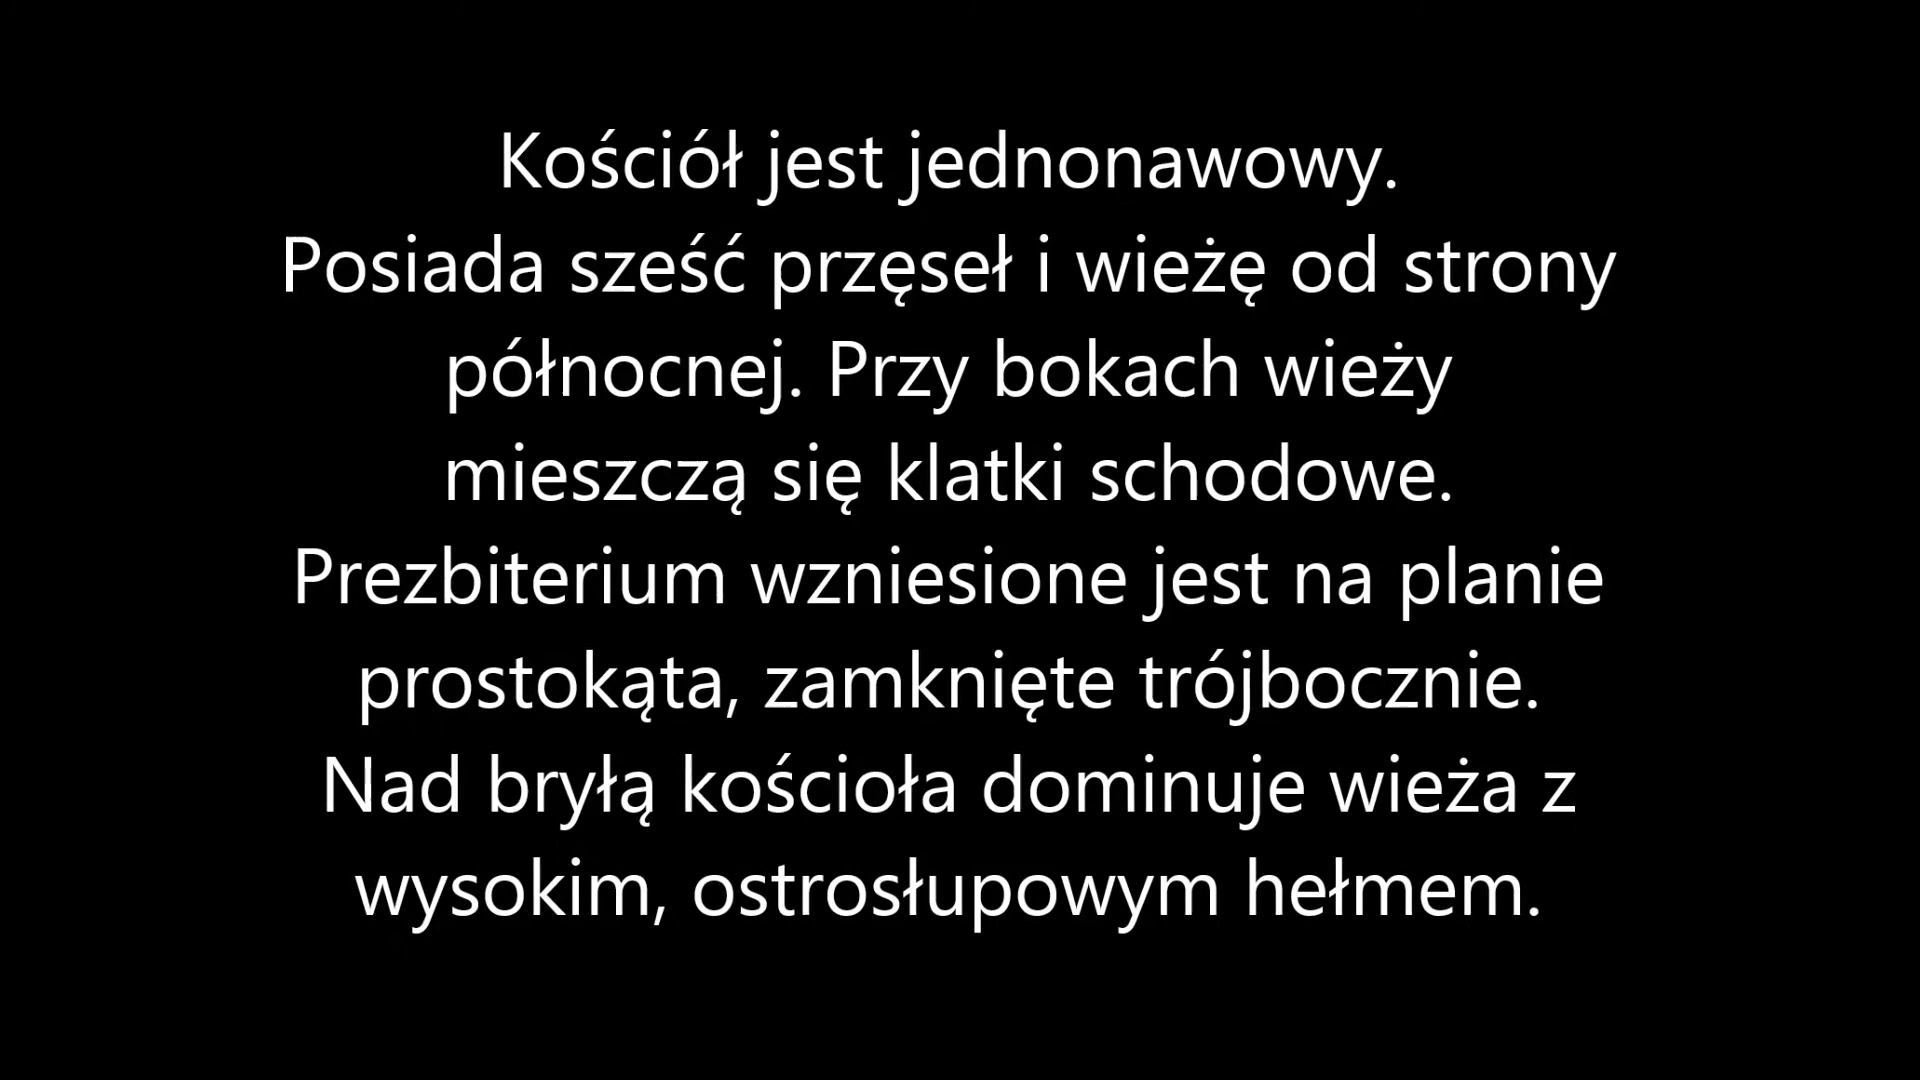 Kościół jest jednonawowy.
Posiada sześć przęseł i wieżę od strony
północnej. Przy bokach wieży
mieszczą się klatki schodowe.
Prezbiterium wzniesione jest na planie
prostokąta, zamknięte trójbocznie.
Nad bryłą kościoła dominuje wieża z
wysokim, ostrosłupowym hełmem.